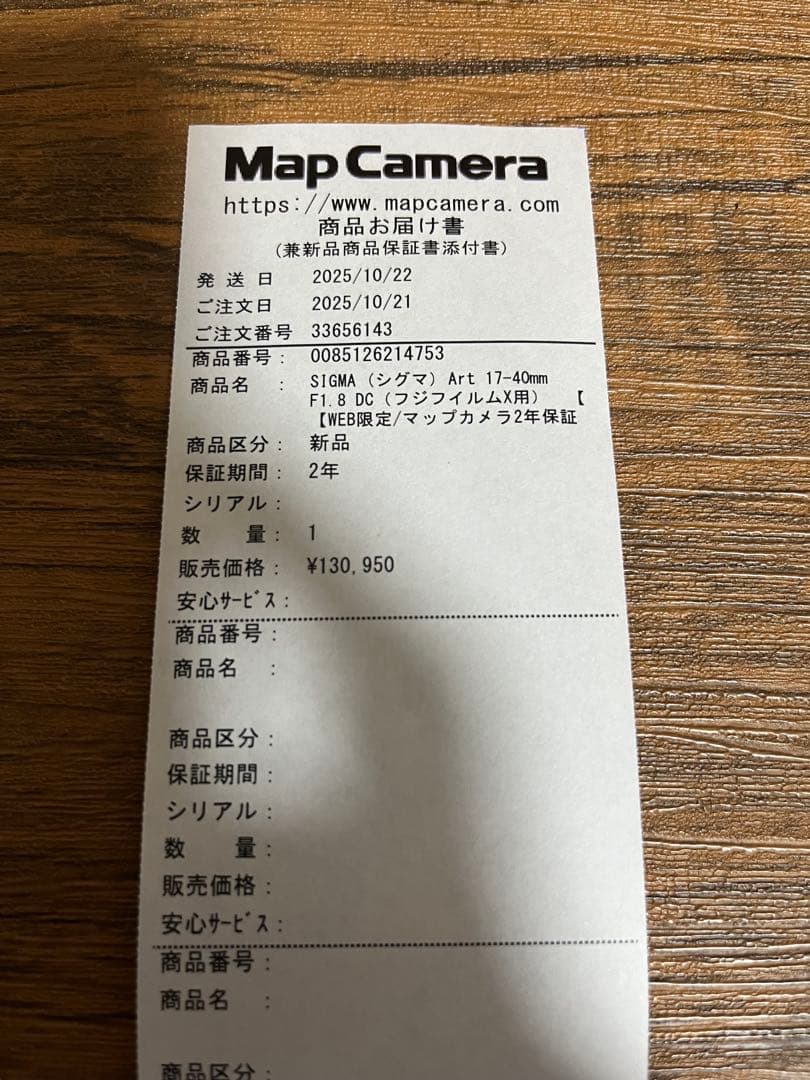 Map Camera
https://www.mapcamera.com
商品お届け書
(兼新品商品保証書添付書)
発送日 2025/10/22
ご注文日 2025/10/21
ご注文番号 33656143
商品番号: 0085126214753
商品名 : SIGMA (シグマ) Art 17-40mm
F1.8 DC (フジフイルムX用) 【
【WEB限定/マップカメラ2年保証
商品区分: 新品
保証期間: 2年
シリアル:
数 量: 1
販売価格: ¥130,950
安心ｻｰﾋﾞｽ:
商品番号:
商品名 :
商品区分:
保証期間:
シリアル:
数 量:
販売価格:
安心ｻｰﾋﾞｽ:
商品番号:
商品名 :
商品区分: